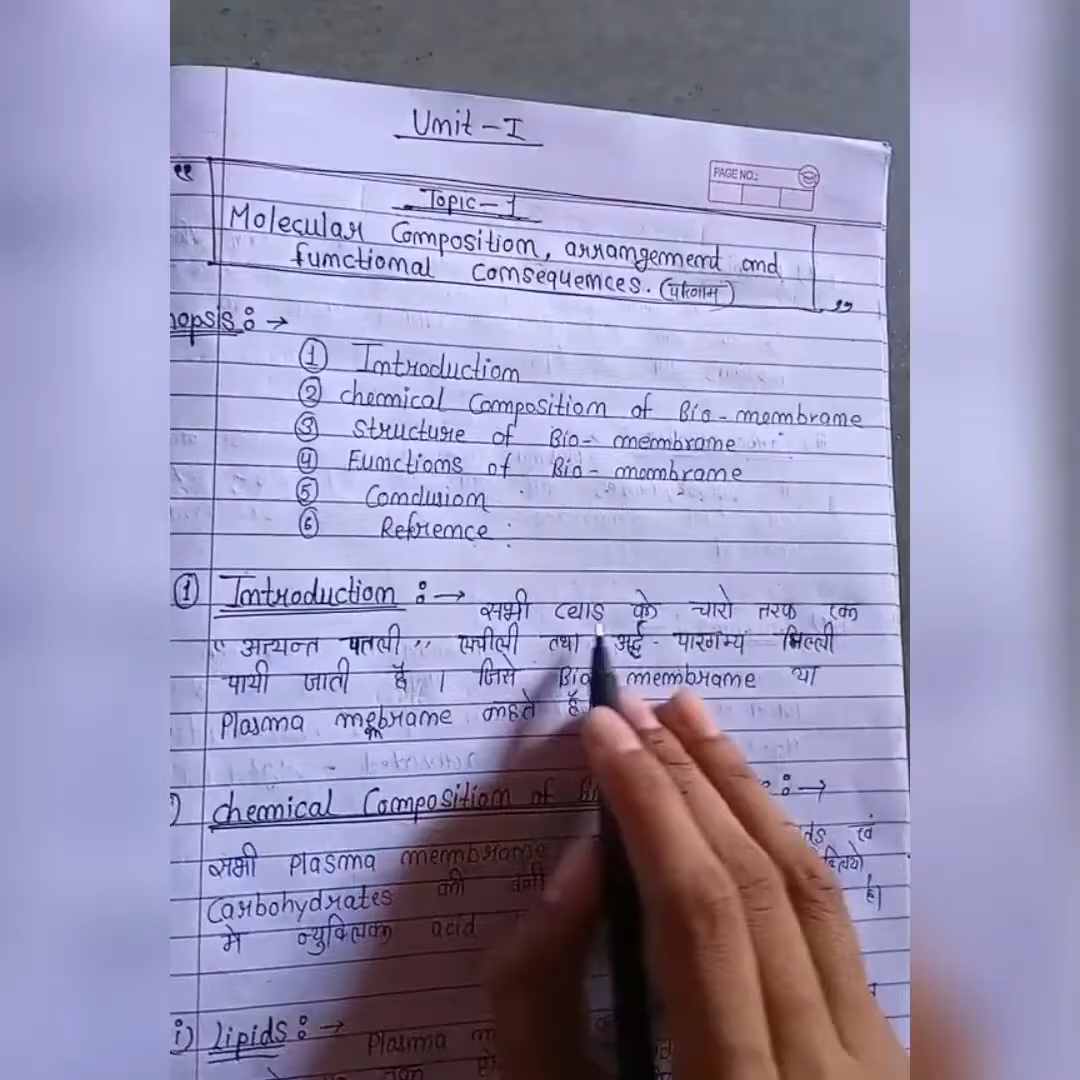 Unit-I
PAGE NO.:
"
Topic-1
Molecular Composition, arrangement and
functional Consequences. (परिणाम)
"
nopsis :→
① Introduction
② chemical Composition of Bio-membrane
③ Structure of Bio-membrane
④ Functions of Bio-membrane
⑤ Conclusion
⑥ Refrence
① Introduction :→ सभी को चारो तरफ एक
"अत्यन्त पतली" लचीली तथा अर्द्ध-पारगम्य झिल्ली
पायी जाती है । जिसे Bio membrane या
Plasma membrane कहते हैं
Chemical Composition of :→
सभी Plasma membrane एवं
Carbohydrates की बनी है।
मे acid
i) Lipids :→ Plasma